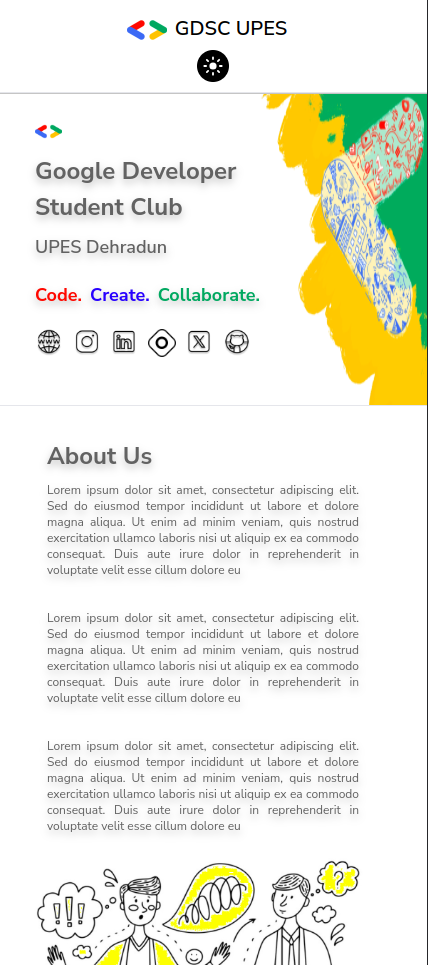 GDSC UPES
Google Developer
Student Club
UPES Dehradun
Code. Create. Collaborate.
WWW
About Us
Lorem ipsum dolor sit amet, consectetur adipiscing elit.
Sed do eiusmod tempor incididunt ut labore et dolore
magna aliqua. Ut enim ad minim veniam, quis nostrud
exercitation ullamco laboris nisi ut aliquip ex ea commodo
consequat. Duis aute irure dolor in reprehenderit in
voluptate velit esse cillum dolore eu
Lorem ipsum dolor sit amet, consectetur adipiscing elit.
Sed do eiusmod tempor incididunt ut labore et dolore
magna aliqua. Ut enim ad minim veniam, quis nostrud
exercitation ullamco laboris nisi ut aliquip ex ea commodo
consequat. Duis aute irure dolor in reprehenderit in
voluptate velit esse cillum dolore eu
Lorem ipsum dolor sit amet, consectetur adipiscing elit.
Sed do eiusmod tempor incididunt ut labore et dolore
magna aliqua. Ut enim ad minim veniam, quis nostrud
exercitation ullamco laboris nisi ut aliquip ex ea commodo
consequat. Duis aute irure dolor in reprehenderit in
voluptate velit esse cillum dolore eu
!!! ?